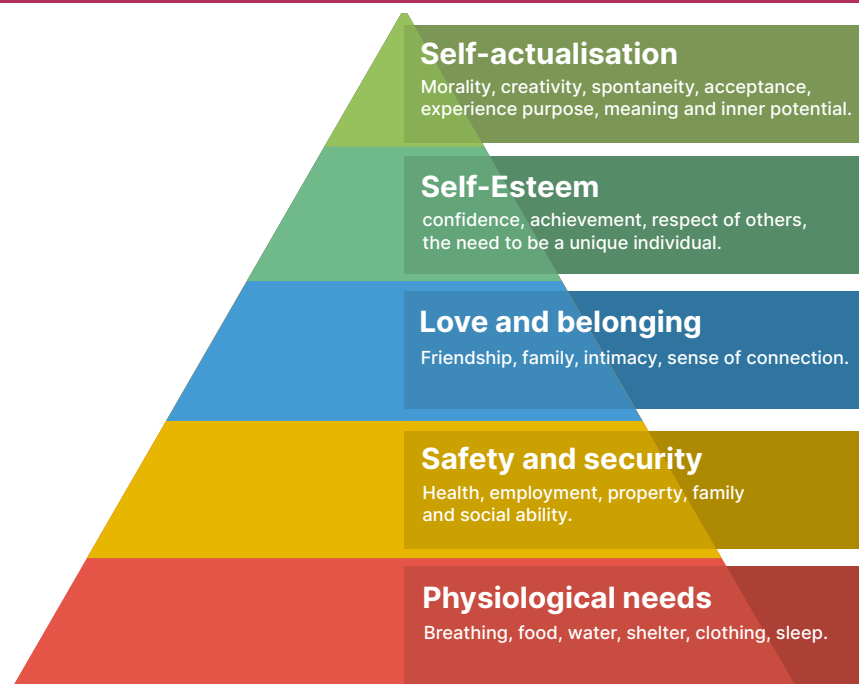 Self-actualisation
Morality, creativity, spontaneity, acceptance,
experience purpose, meaning and inner potential.
Self-Esteem
confidence, achievement, respect of others,
the need to be a unique individual.
Love and belonging
Friendship, family, intimacy, sense of connection.
Safety and security
Health, employment, property, family
and social ability.
Physiological needs
Breathing, food, water, shelter, clothing, sleep.